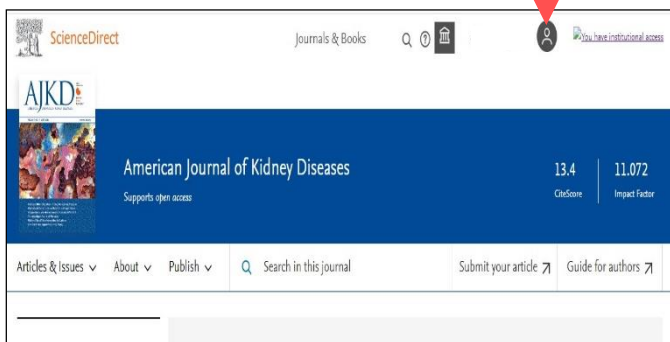 ScienceDirect
Journals & Books
You have institutional access
AJKD
American Journal of Kidney Diseases
Supports open access
13.4
CiteScore
11.072
Impact Factor
Articles & Issues
About
Publish
Search in this journal
Submit your article
Guide for authors